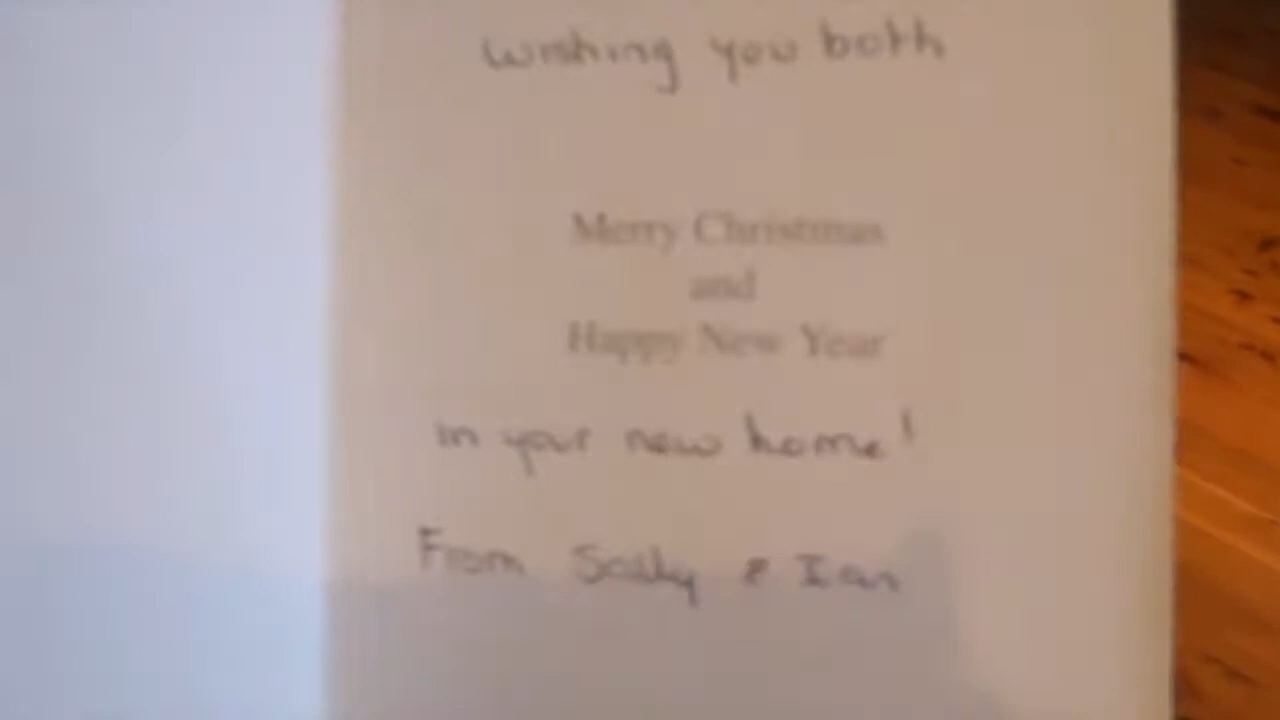 Wishing you both
Merry Christmas
and
Happy New Year
in your new home!
From Sally & Ian